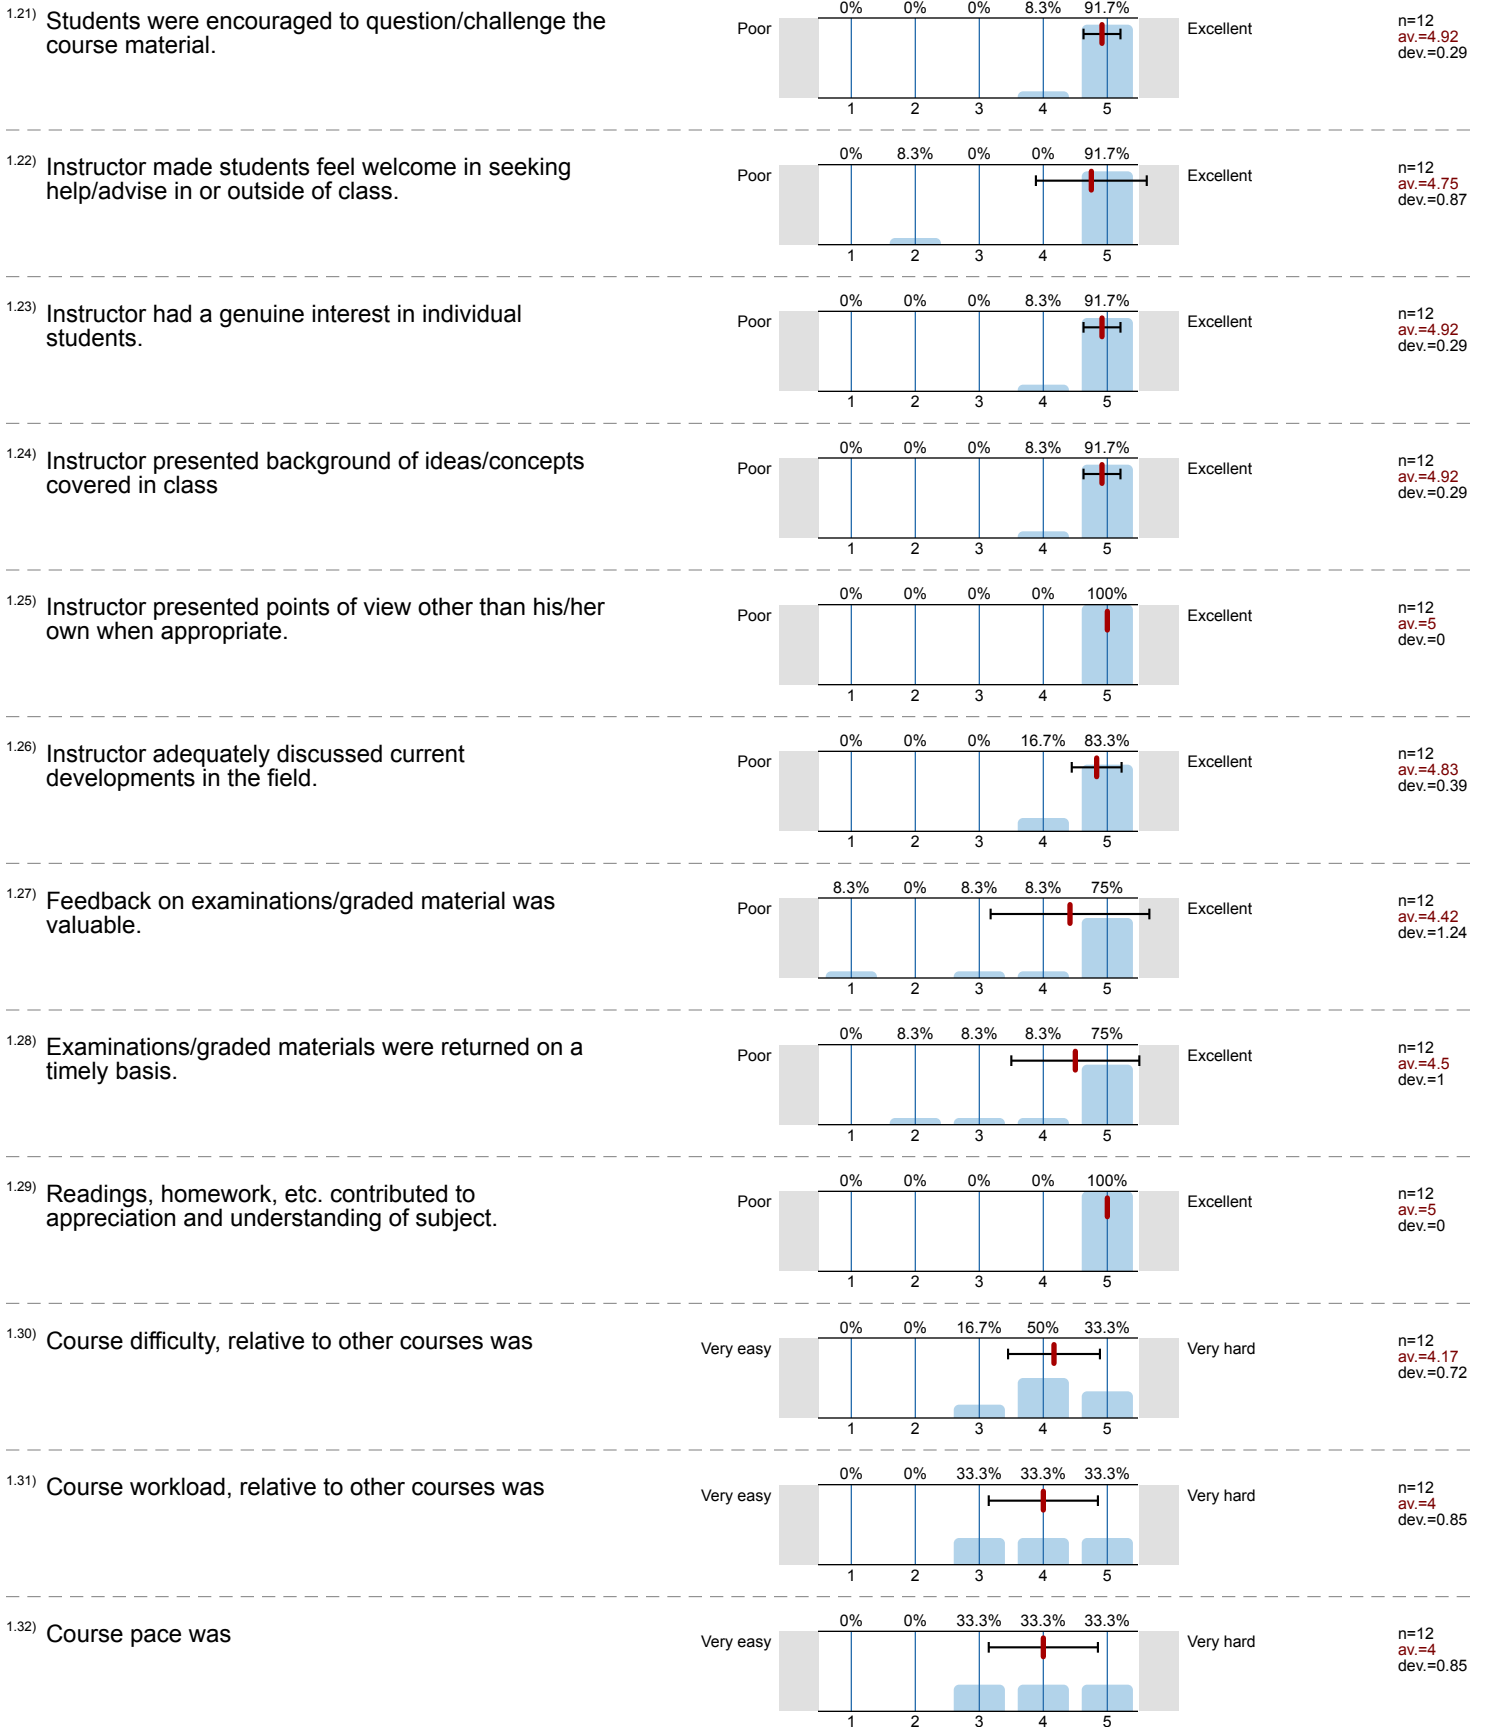 1.21) Students were encouraged to question/challenge the
course material.
0% 0% 0% 8.3% 91.7%
Poor Excellent
1 2 3 4 5
n=12
av.=4.92
dev.=0.29
1.22) Instructor made students feel welcome in seeking
help/advise in or outside of class.
0% 8.3% 0% 0% 91.7%
Poor Excellent
1 2 3 4 5
n=12
av.=4.75
dev.=0.87
1.23) Instructor had a genuine interest in individual
students.
0% 0% 0% 8.3% 91.7%
Poor Excellent
1 2 3 4 5
n=12
av.=4.92
dev.=0.29
1.24) Instructor presented background of ideas/concepts
covered in class
0% 0% 0% 8.3% 91.7%
Poor Excellent
1 2 3 4 5
n=12
av.=4.92
dev.=0.29
1.25) Instructor presented points of view other than his/her
own when appropriate.
0% 0% 0% 0% 100%
Poor Excellent
1 2 3 4 5
n=12
av.=5
dev.=0
1.26) Instructor adequately discussed current
developments in the field.
0% 0% 0% 16.7% 83.3%
Poor Excellent
1 2 3 4 5
n=12
av.=4.83
dev.=0.39
1.27) Feedback on examinations/graded material was
valuable.
8.3% 0% 8.3% 8.3% 75%
Poor Excellent
1 2 3 4 5
n=12
av.=4.42
dev.=1.24
1.28) Examinations/graded materials were returned on a
timely basis.
0% 8.3% 8.3% 8.3% 75%
Poor Excellent
1 2 3 4 5
n=12
av.=4.5
dev.=1
1.29) Readings, homework, etc. contributed to
appreciation and understanding of subject.
0% 0% 0% 0% 100%
Poor Excellent
1 2 3 4 5
n=12
av.=5
dev.=0
1.30) Course difficulty, relative to other courses was
0% 0% 16.7% 50% 33.3%
Very easy Very hard
1 2 3 4 5
n=12
av.=4.17
dev.=0.72
1.31) Course workload, relative to other courses was
0% 0% 33.3% 33.3% 33.3%
Very easy Very hard
1 2 3 4 5
n=12
av.=4
dev.=0.85
1.32) Course pace was
0% 0% 33.3% 33.3% 33.3%
Very easy Very hard
1 2 3 4 5
n=12
av.=4
dev.=0.85